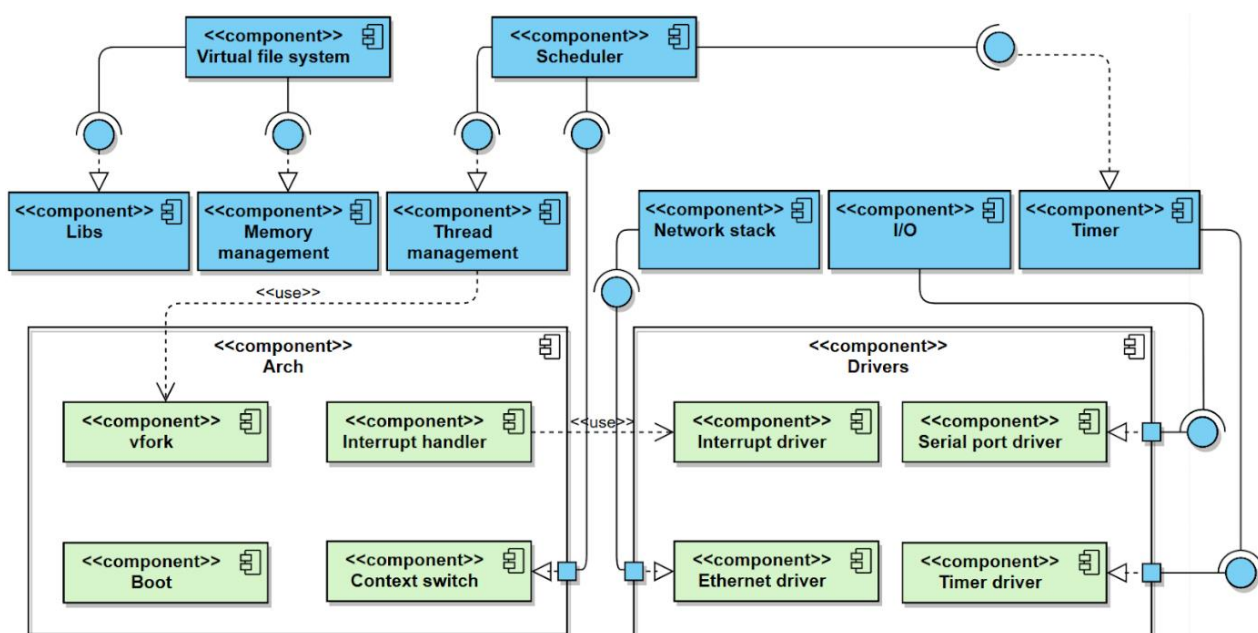 <<component>>
Virtual file system
<<component>>
Scheduler
<<component>>
Libs
<<component>>
Memory
management
<<component>>
Thread
management
<<component>>
Network stack
<<component>>
I/O
<<component>>
Timer
<<use>>
<<component>>
Arch
<<component>>
Drivers
<<component>>
vfork
<<component>>
Interrupt handler
<<use>>
<<component>>
Interrupt driver
<<component>>
Serial port driver
<<component>>
Boot
<<component>>
Context switch
<<component>>
Ethernet driver
<<component>>
Timer driver